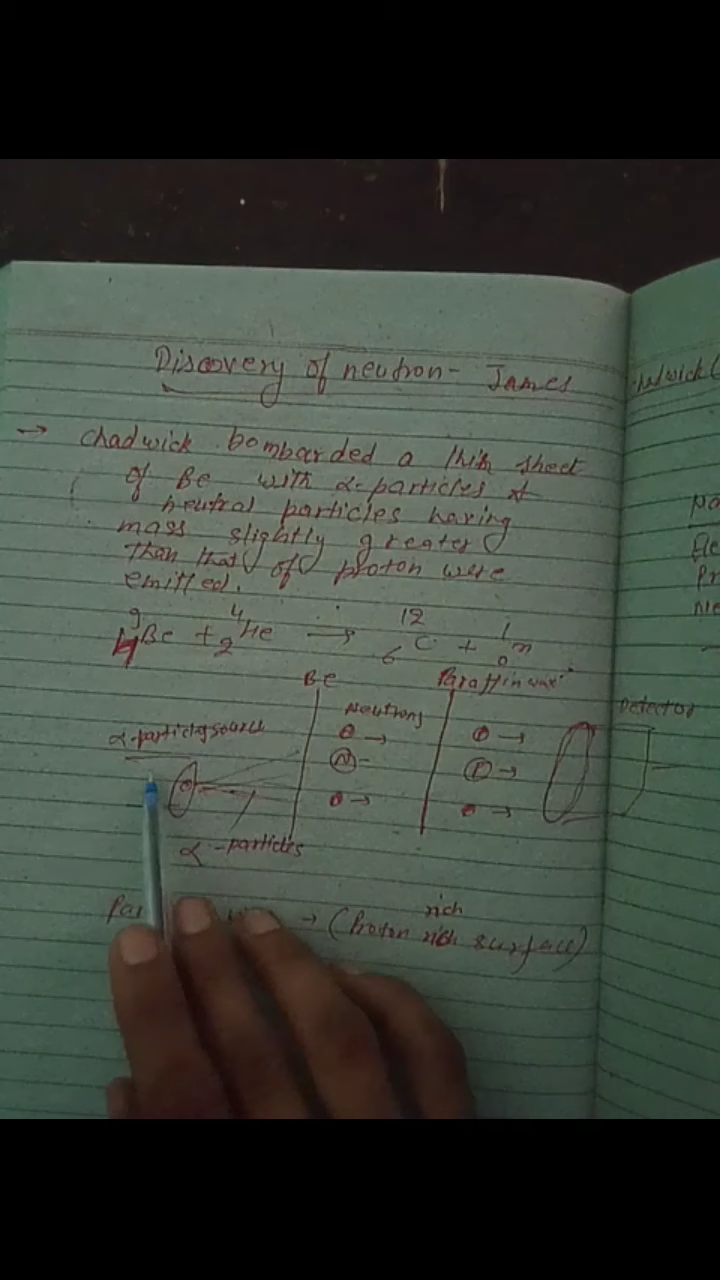 Discovery of neutron- James Chadwick (
→ Chadwick bombarded a thin sheet
of Be with α-particles &
neutral particles having
mass slightly greater
than that of proton were
emitted.
⁹₄Be + ⁴₂He → ¹²₆C + ¹₀n
Be Paraffin wax
Neutrons Detector
α-particles source
N P
α-particles
rich
→ (Proton rich surface)